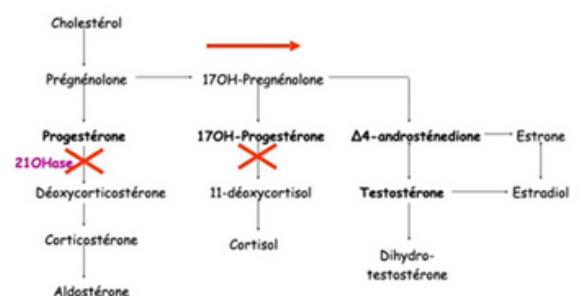 Cholestérol
Prégnénolone
17OH-Pregnénolone
Progestérone
17OH-Progestérone
Δ4-androsténedione
Estrone
21OHase
Déoxycorticostérone
11-déoxycortisol
Testostérone
Estradiol
Corticostérone
Cortisol
Dihydro-
testostérone
Aldostérone